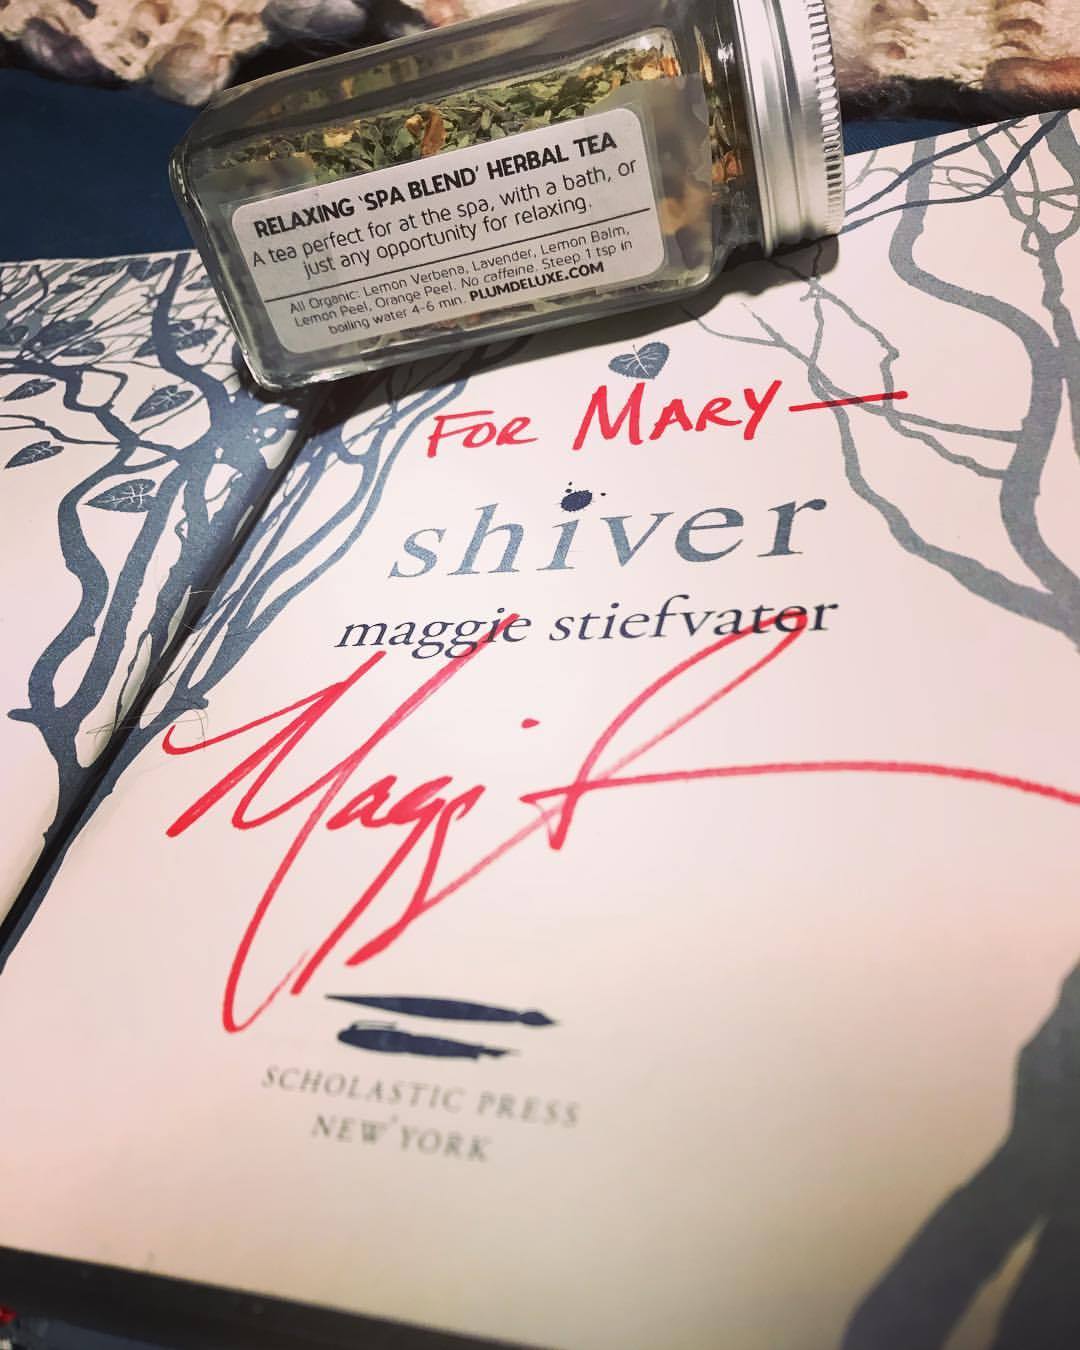 RELAXING 'SPA BLEND' HERBAL TEA
A tea perfect for at the spa, with a bath, or
just any opportunity for relaxing.
All Organic: Lemon Verbena, Lavender, Lemon Balm,
Lemon Peel, Orange Peel. No caffeine. Steep 1 tsp in
boiling water 4-6 min. PLUMDELUXE.COM
FOR MARY—
shiver
maggie stiefvater
Maggi
SCHOLASTIC PRESS
NEW YORK